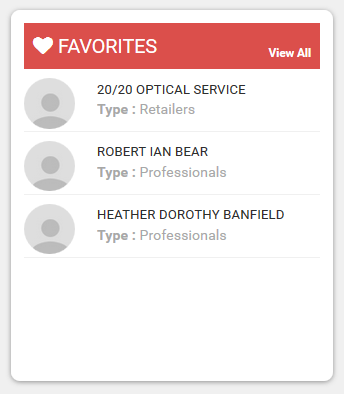 FAVORITES
View All
20/20 OPTICAL SERVICE
Type : Retailers
ROBERT IAN BEAR
Type : Professionals
HEATHER DOROTHY BANFIELD
Type : Professionals